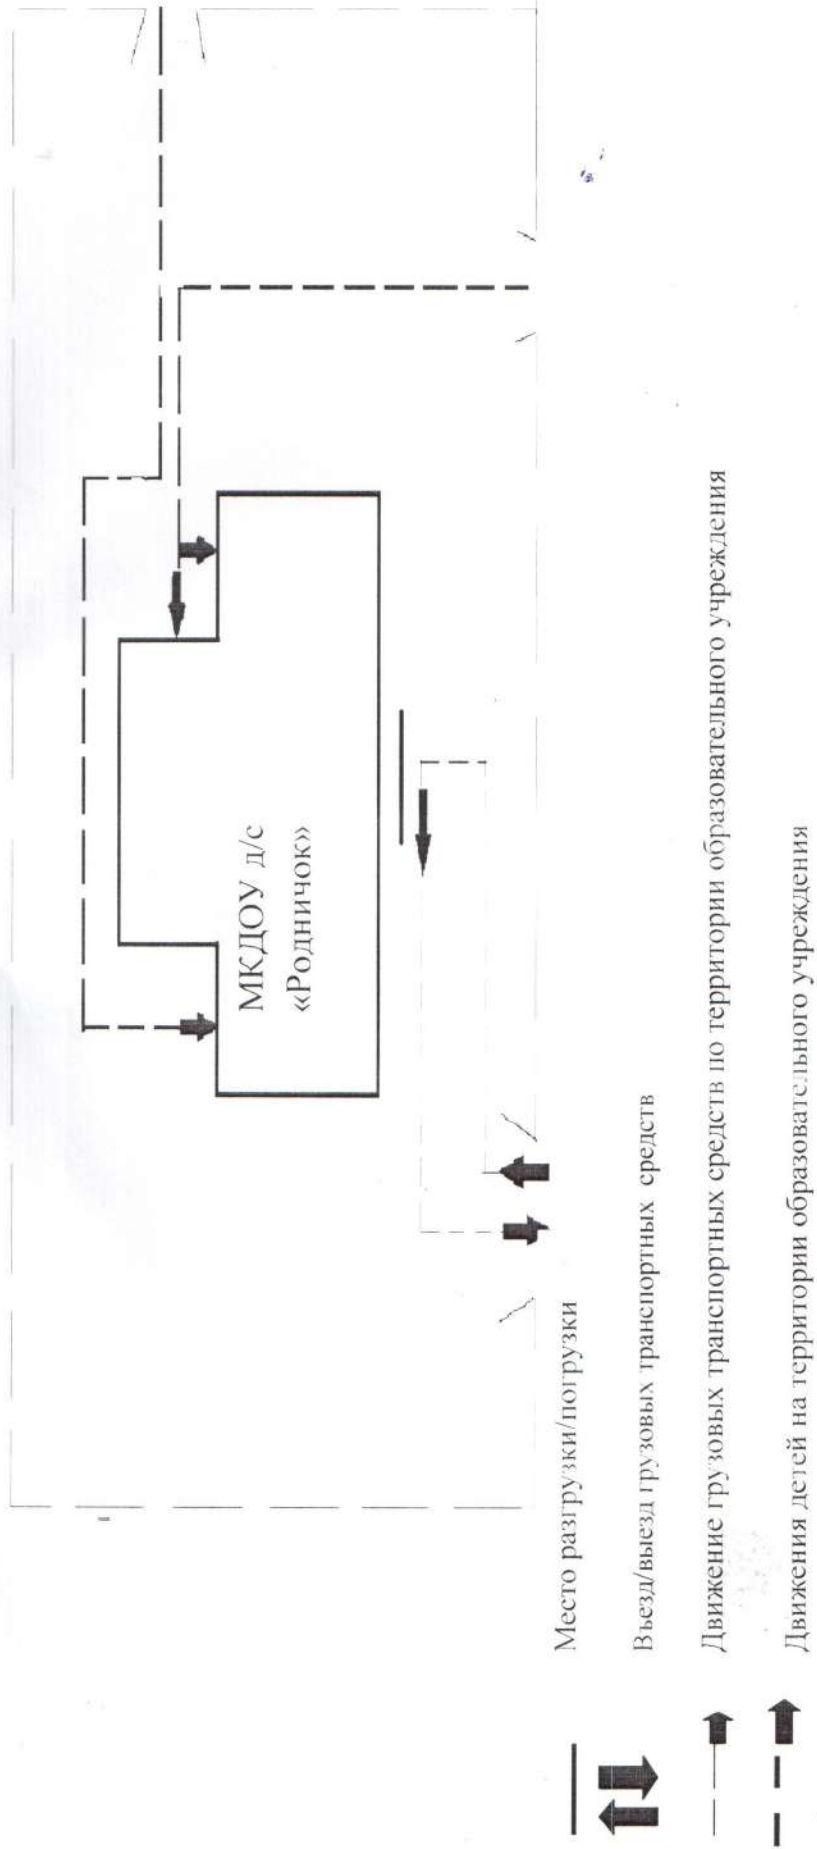 МКДОУ д/с
«Родничок»
Место разгрузки/погрузки
Въезд/выезд грузовых транспортных средств
Движение грузовых транспортных средств по территории образовательного учреждения
Движения детей на территории образовательного учреждения